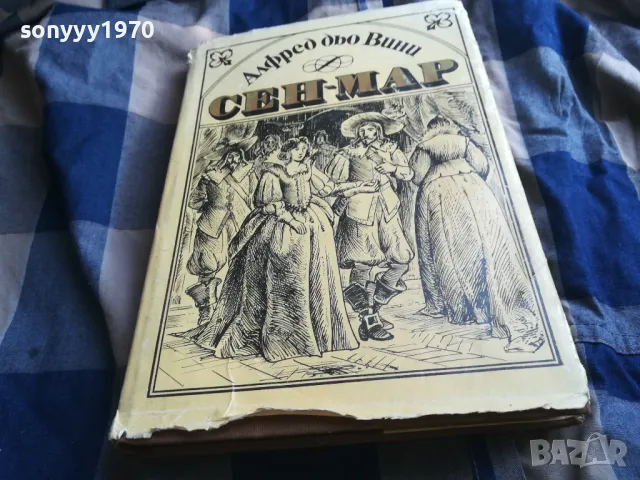 sonyyy1970
Алфред дьо Вини
СЕН-МАР
BAZAR